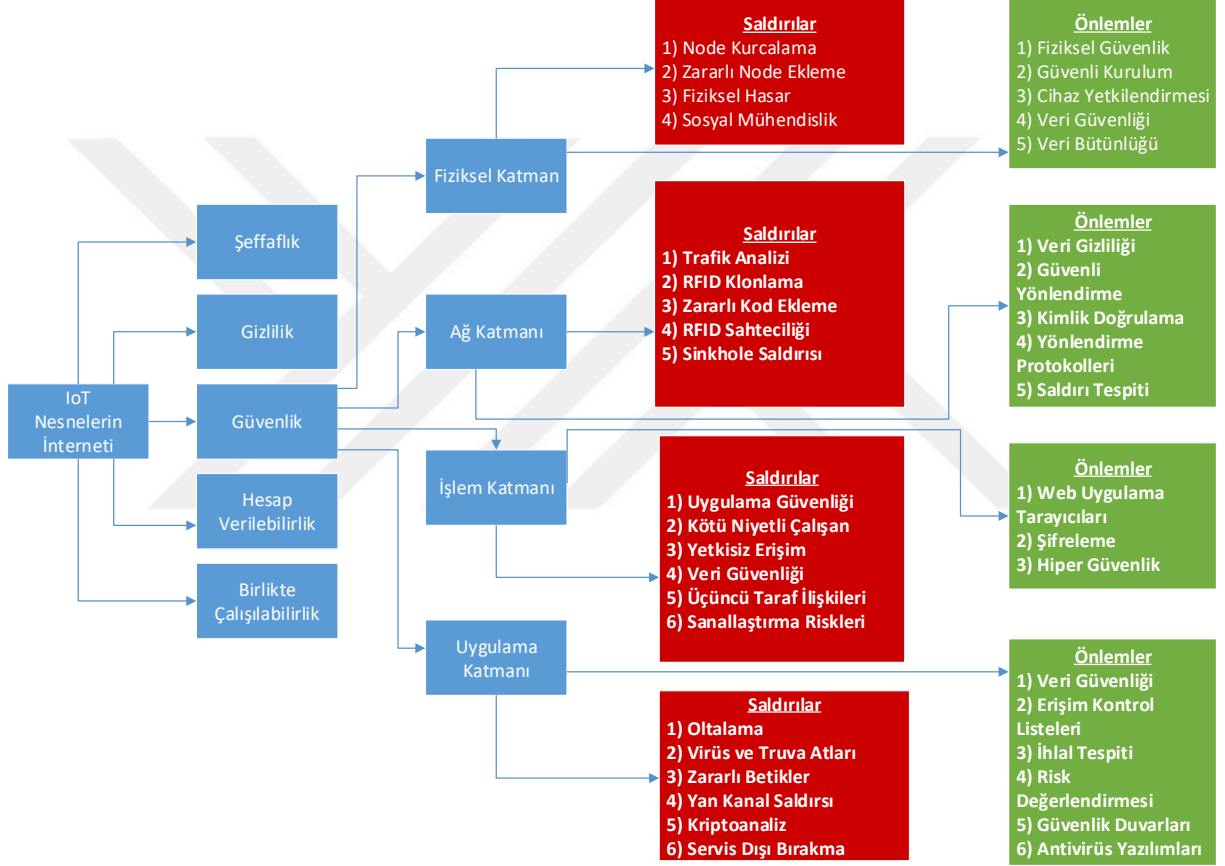 IoT
Nesnelerin
İnterneti
Şeffaflık
Gizlilik
Güvenlik
Hesap
Verilebilirlik
Birlikte
Çalışılabilirlik
Fiziksel Katman
Saldırılar
1) Node Kurcalama
2) Zararlı Node Ekleme
3) Fiziksel Hasar
4) Sosyal Mühendislik
Önlemler
1) Fiziksel Güvenlik
2) Güvenli Kurulum
3) Cihaz Yetkilendirmesi
4) Veri Güvenliği
5) Veri Bütünlüğü
Ağ Katmanı
Saldırılar
1) Trafik Analizi
2) RFID Klonlama
3) Zararlı Kod Ekleme
4) RFID Sahteciliği
5) Sinkhole Saldırısı
Önlemler
1) Veri Gizliliği
2) Güvenli
Yönlendirme
3) Kimlik Doğrulama
4) Yönlendirme
Protokolleri
5) Saldırı Tespiti
İşlem Katmanı
Saldırılar
1) Uygulama Güvenliği
2) Kötü Niyetli Çalışan
3) Yetkisiz Erişim
4) Veri Güvenliği
5) Üçüncü Taraf İlişkileri
6) Sanallaştırma Riskleri
Önlemler
1) Web Uygulama
Tarayıcıları
2) Şifreleme
3) Hiper Güvenlik
Uygulama
Katmanı
Saldırılar
1) Oltalama
2) Virüs ve Truva Atları
3) Zararlı Betikler
4) Yan Kanal Saldırsı
5) Kriptoanaliz
6) Servis Dışı Bırakma
Önlemler
1) Veri Güvenliği
2) Erişim Kontrol
Listeleri
3) İhlal Tespiti
4) Risk
Değerlendirmesi
5) Güvenlik Duvarları
6) Antivirüs Yazılımları